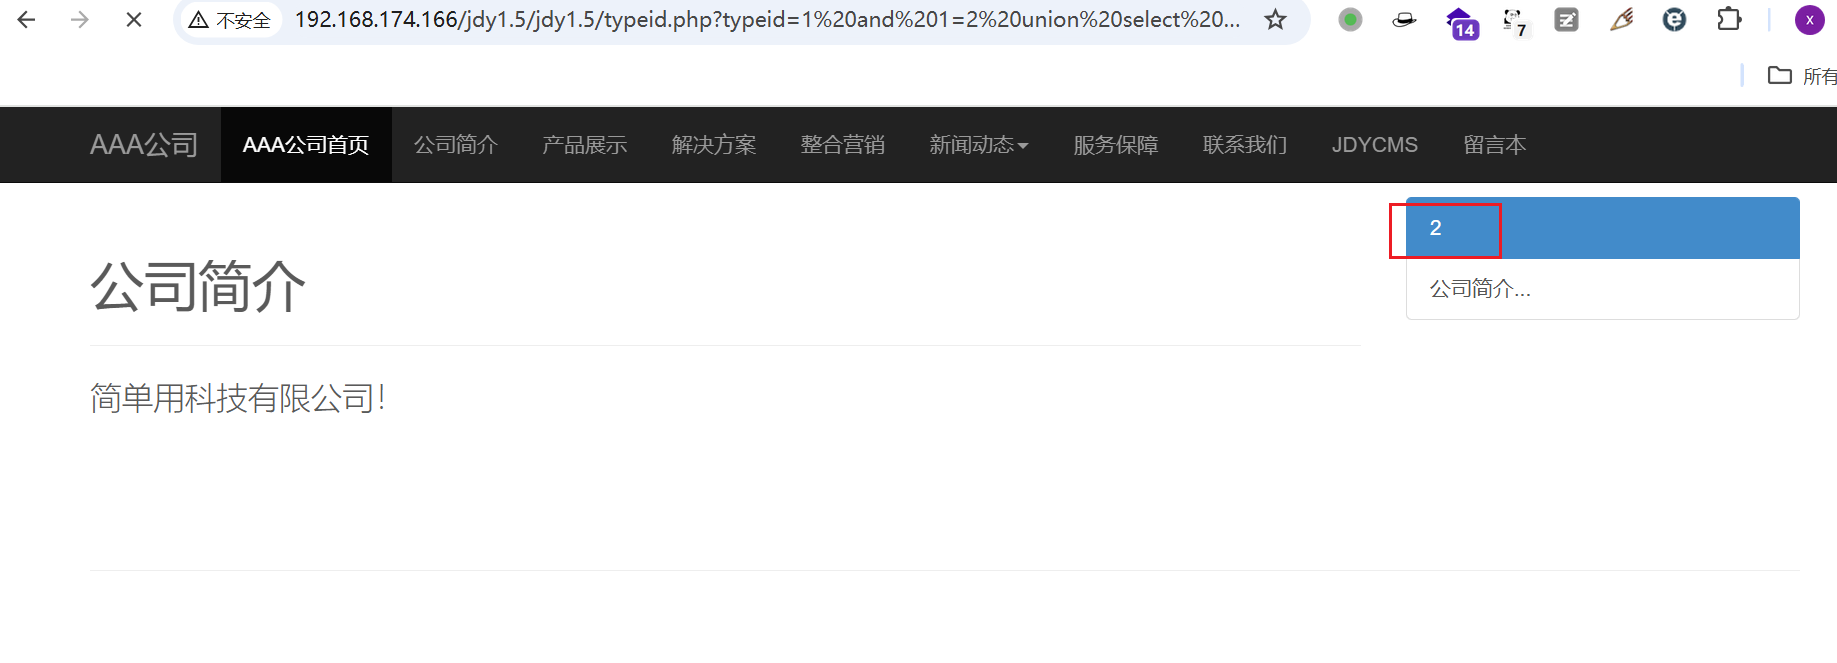 不安全 192.168.174.166/jdy1.5/jdy1.5/typeid.php?typeid=1%20and%201=2%20union%20select%20... 14 7 x
所有
AAA公司 AAA公司首页 公司简介 产品展示 解决方案 整合营销 新闻动态 服务保障 联系我们 JDYCMS 留言本
2
公司简介...
公司简介
简单用科技有限公司！